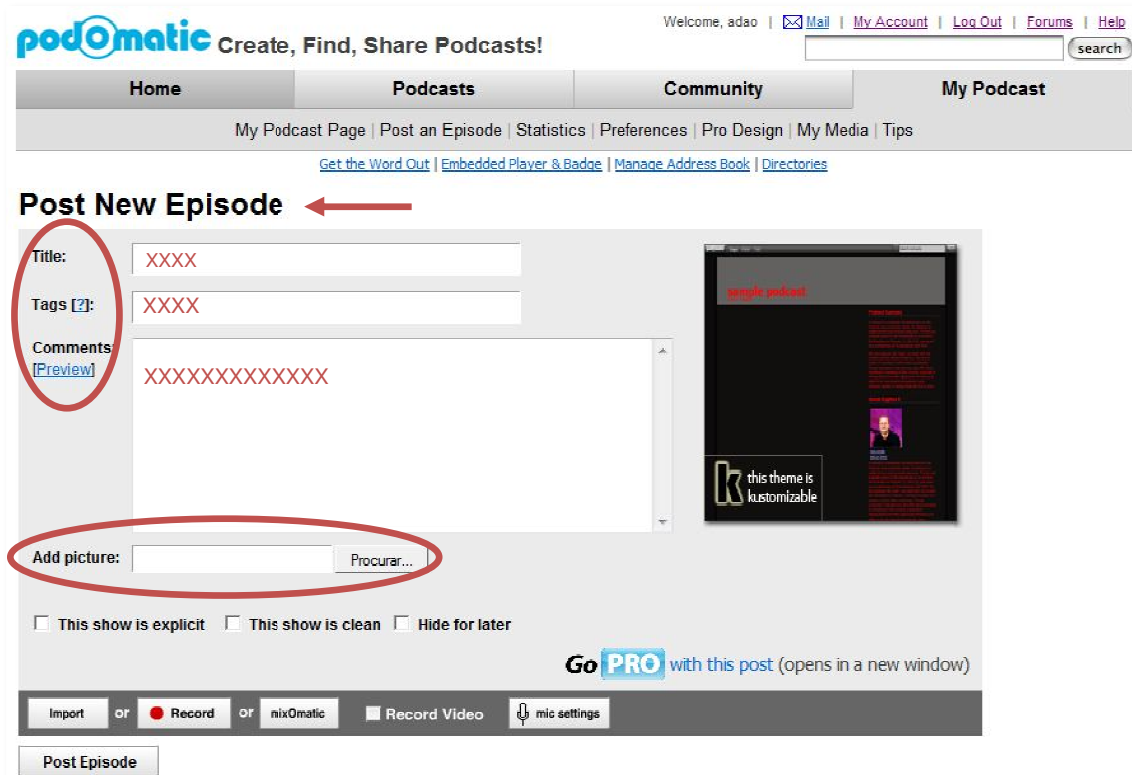 Welcome, adao | Mail | My Account | Log Out | Forums | Help
podOmatic Create, Find, Share Podcasts!
search
Home Podcasts Community My Podcast
My Podcast Page | Post an Episode | Statistics | Preferences | Pro Design | My Media | Tips
Get the Word Out | Embedded Player & Badge | Manage Address Book | Directories
Post New Episode
Title: XXXX
Tags [?]: XXXX
Comments:
[Preview]
XXXXXXXXXXXXX
sample podcast
k this theme is
kustomizable
Add picture: Procurar...
This show is explicit This show is clean Hide for later
Go PRO with this post (opens in a new window)
Import or Record or nixOmatic Record Video mic settings
Post Episode